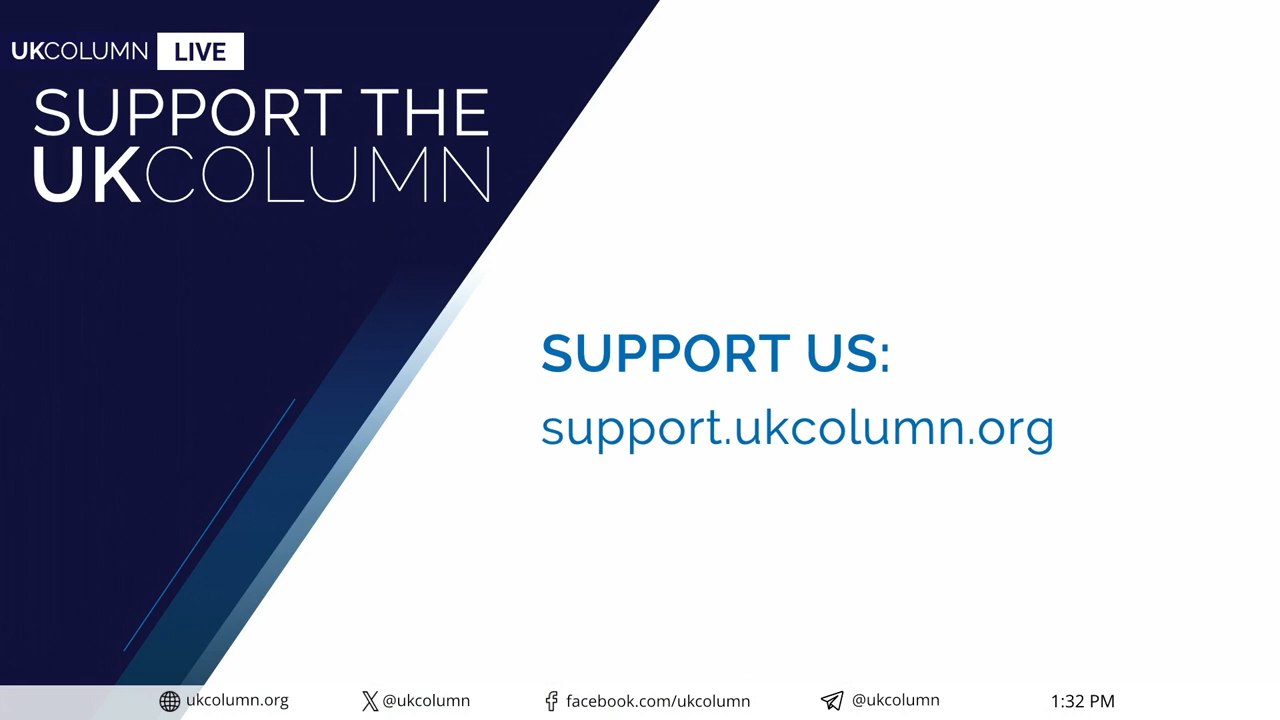 UKCOLUMN LIVE
SUPPORT THE
UKCOLUMN
SUPPORT US:
support.ukcolumn.org
ukcolumn.org @ukcolumn facebook.com/ukcolumn @ukcolumn 1:32 PM